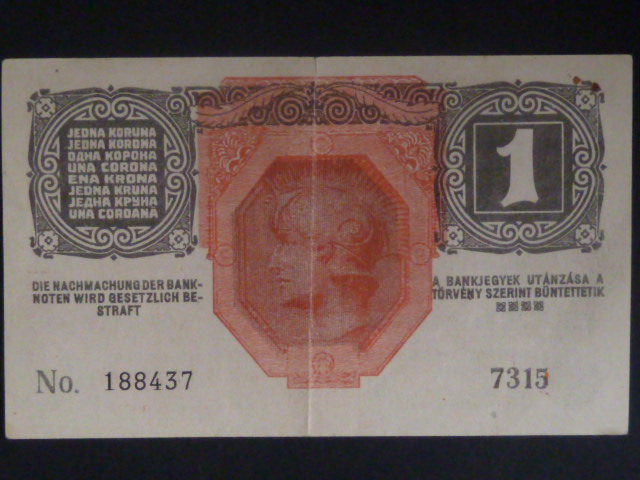 JEDNA KORUNA
JEDNA KORONA
ОДНА КОРОНА
UNA CORONA
ENA KRONA
JEDNA KRUNA
ЈЕДНА КРУНА
UNA COROANĂ
1
DIE NACHMACHUNG DER BANK-
NOTEN WIRD GESETZLICH BE-
STRAFT
A BANKJEGYEK UTÁNZÁSA A
TÖRVÉNY SZERINT BÜNTETTETIK
No. 188437
7315